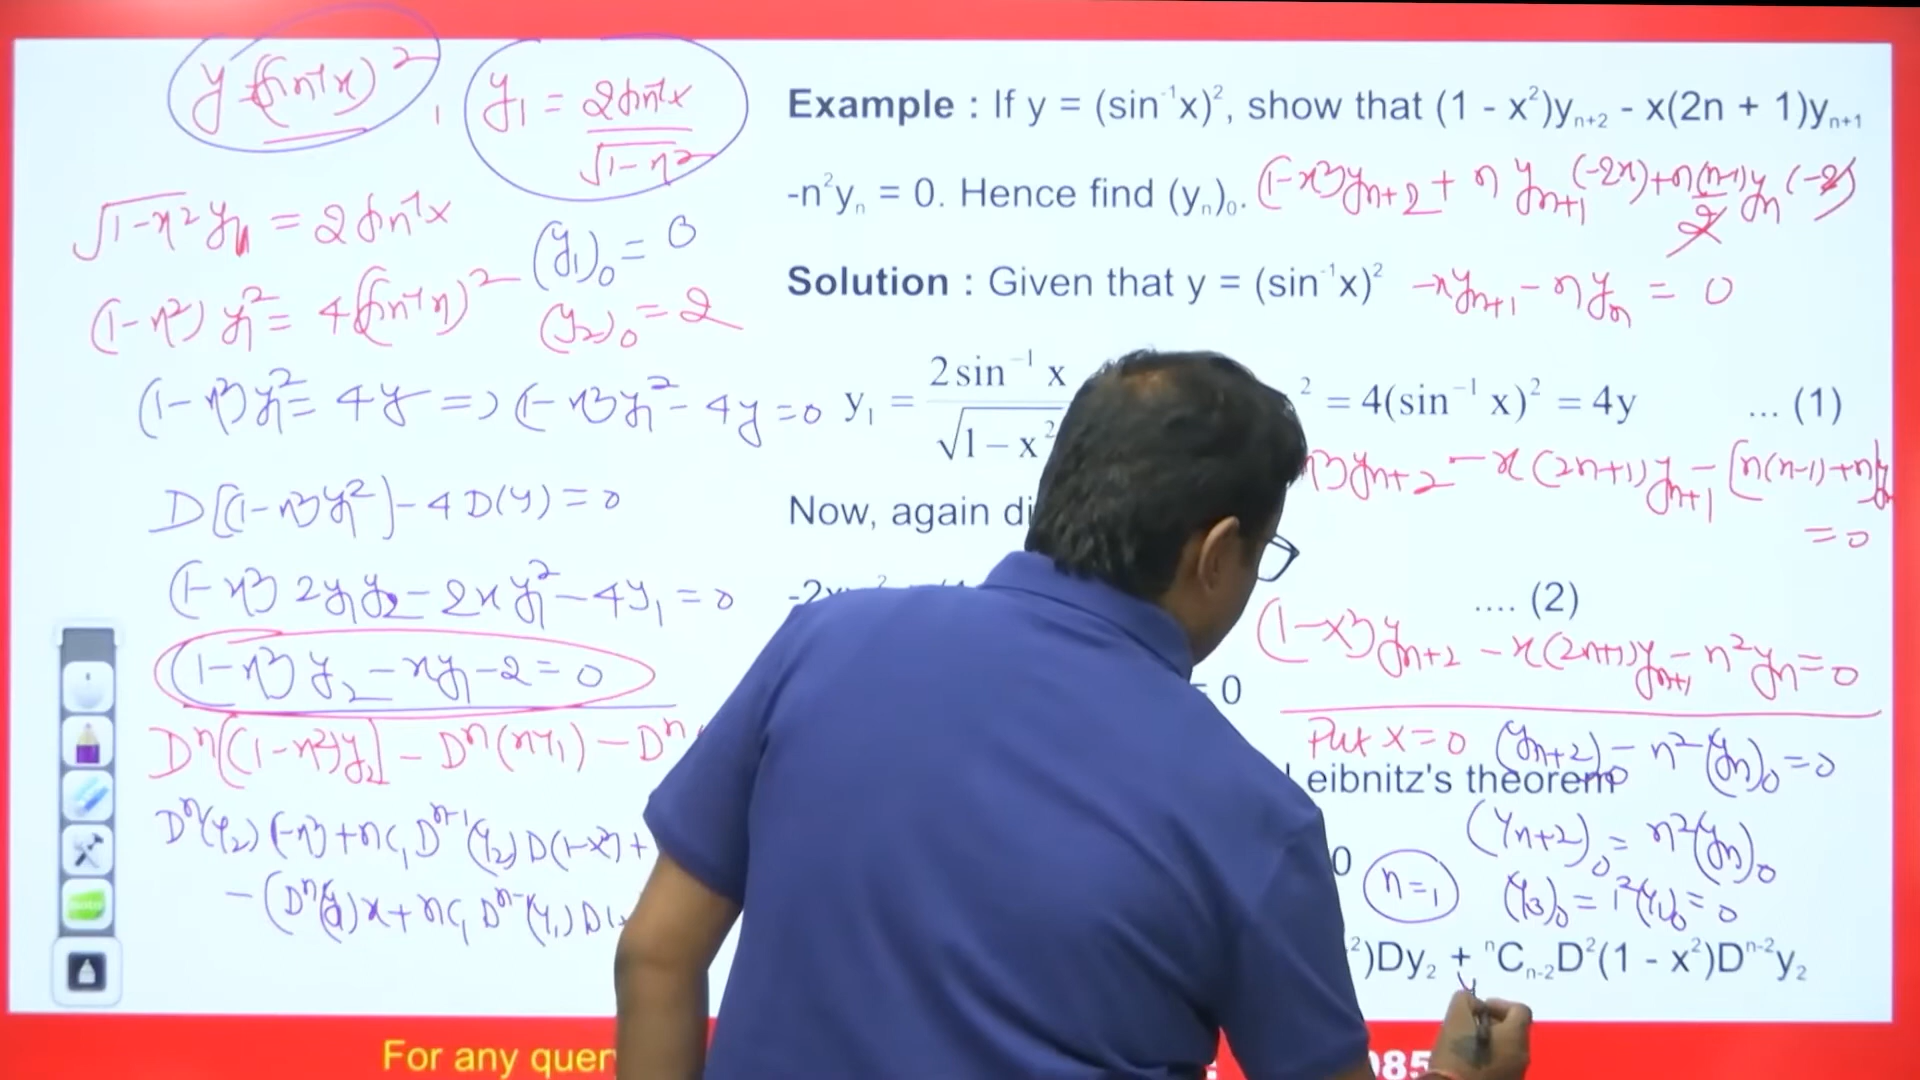 y = (sin⁻¹x)² , y₁ = 2sin⁻¹x / √1-x²
√1-x² y₁ = 2sin⁻¹x
(y₁)₀ = 0
(1-x²) y₁² = 4(sin⁻¹x)²
(y₂)₀ = 2
(1-x²)y₁² = 4y => (1-x²)y₁² - 4y = 0
D[(1-x²)y₁²] - 4D(y) = 0
(1-x²) 2y₁y₂ - 2xy₁² - 4y₁ = 0
(1-x²) y₂ - xy₁ - 2 = 0
Dⁿ[(1-x²)y₂] - Dⁿ(xy₁) - Dⁿ
Dⁿ(y₂) (1-x²) + nC₁ Dⁿ⁻¹(y₂) D(1-x²) +
- (Dⁿ(y₁)x + nC₁ Dⁿ⁻¹(y₁) D(
Example : If y = (sin⁻¹x)², show that (1 - x²)yₙ₊₂ - x(2n + 1)yₙ₊₁
-n²yₙ = 0. Hence find (yₙ)₀.
(1-x²)yₙ₊₂ + n yₙ₊₁ (-2x) + n(n-1)/2 yₙ (-2)
Solution : Given that y = (sin⁻¹x)²
-xyₙ₊₁ - nyₙ = 0
y₁ = 2 sin⁻¹ x / √1 - x²
² = 4(sin⁻¹ x)² = 4y ... (1)
yₙ₊₂ - x(2n+1)yₙ₊₁ - [n(n-1)+n]yₙ
= 0
Now, again di
.... (2)
(1-x²)yₙ₊₂ - x(2n+1)yₙ₊₁ - n²yₙ = 0
= 0
Put x = 0 (yₙ₊₂)₀ - n²(yₙ)₀ = 0
Leibnitz's theorem
(yₙ₊₂)₀ = n²(yₙ)₀
0
n=1 (y₃)₀ = 1²(y₁)₀ = 0
²)Dy₂ + ⁿCₙ₋₂D²(1 - x²)Dⁿ⁻²y₂
For any quer